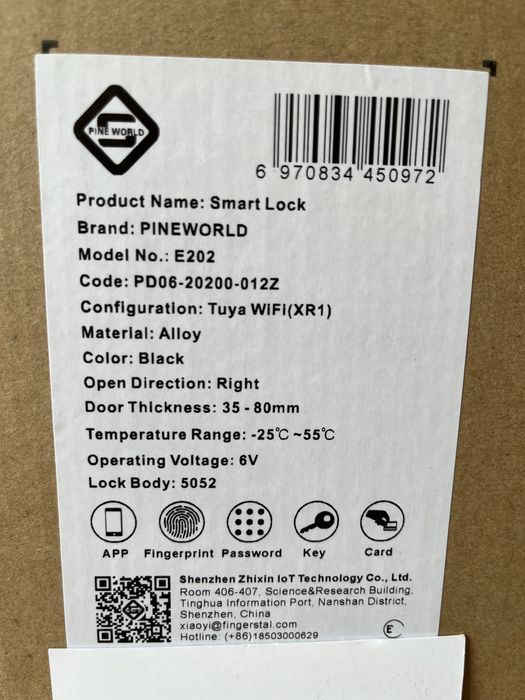 PINE WORLD
6 970834 450972
Product Name: Smart Lock
Brand: PINEWORLD
Model No.: E202
Code: PD06-20200-012Z
Configuration: Tuya WiFi(XR1)
Material: Alloy
Color: Black
Open Direction: Right
Door Thickness: 35 - 80mm
Temperature Range: -25℃ ~55℃
Operating Voltage: 6V
Lock Body: 5052
APP Fingerprint Password Key Card
Shenzhen Zhixin IoT Technology Co., Ltd.
Room 406-407, Science&Research Building,
Tinghua Information Port, Nanshan District,
Shenzhen, China
xiaoyi@fingerstal.com
Hotline: (+86)18503000629
E